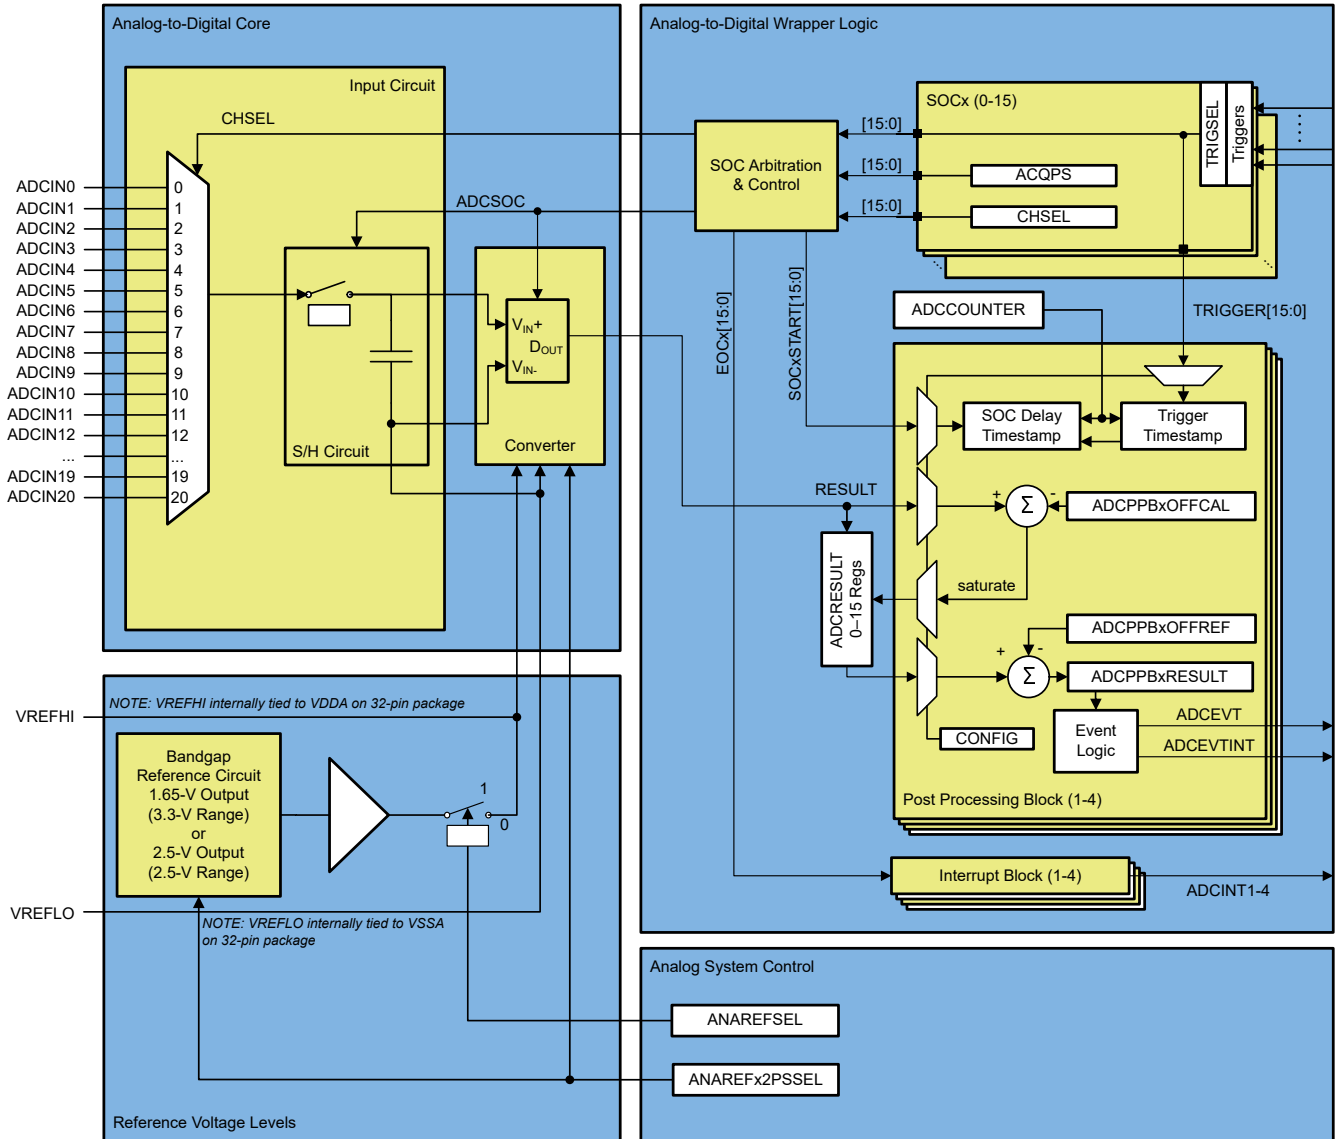 Analog-to-Digital Core
Input Circuit
CHSEL
ADCIN0
ADCIN1
ADCIN2
ADCIN3
ADCIN4
ADCIN5
ADCIN6
ADCIN7
ADCIN8
ADCIN9
ADCIN10
ADCIN11
ADCIN12
...
ADCIN19
ADCIN20
0
1
2
3
4
5
6
7
8
9
10
11
12
...
19
20
ADCSOC
S/H Circuit
VIN+
DOUT
VIN-
Converter
Analog-to-Digital Wrapper Logic
SOC Arbitration
& Control
[15:0]
[15:0]
[15:0]
SOCx (0-15)
ACQPS
CHSEL
TRIGSEL
Triggers
EOCx[15:0]
SOCxSTART[15:0]
ADCCOUNTER
TRIGGER[15:0]
SOC Delay
Timestamp
Trigger
Timestamp
RESULT
+
Σ
-
ADCPPBxOFFCAL
ADCRESULT
0–15 Regs
saturate
ADCPPBxOFFREF
+
-
Σ
ADCPPBxRESULT
CONFIG
Event
Logic
ADCEVT
ADCEVTINT
Post Processing Block (1-4)
Interrupt Block (1-4)
ADCINT1-4
VREFHI
NOTE: VREFHI internally tied to VDDA on 32-pin package
Bandgap
Reference Circuit
1.65-V Output
(3.3-V Range)
or
2.5-V Output
(2.5-V Range)
1
0
VREFLO
NOTE: VREFLO internally tied to VSSA
on 32-pin package
Reference Voltage Levels
Analog System Control
ANAREFSEL
ANAREFx2PSSEL